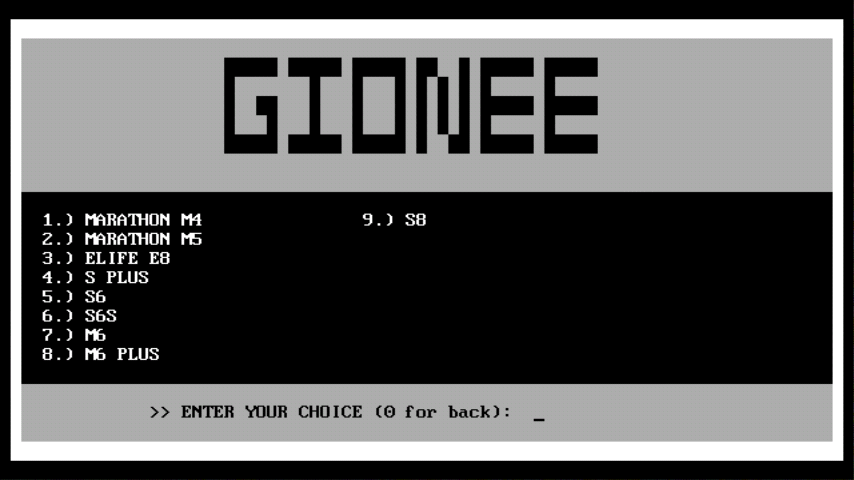 GIONEE
1.) MARATHON M4
2.) MARATHON M5
3.) ELIFE E8
4.) S PLUS
5.) S6
6.) S6S
7.) M6
8.) M6 PLUS
9.) S8
>> ENTER YOUR CHOICE (0 for back): _